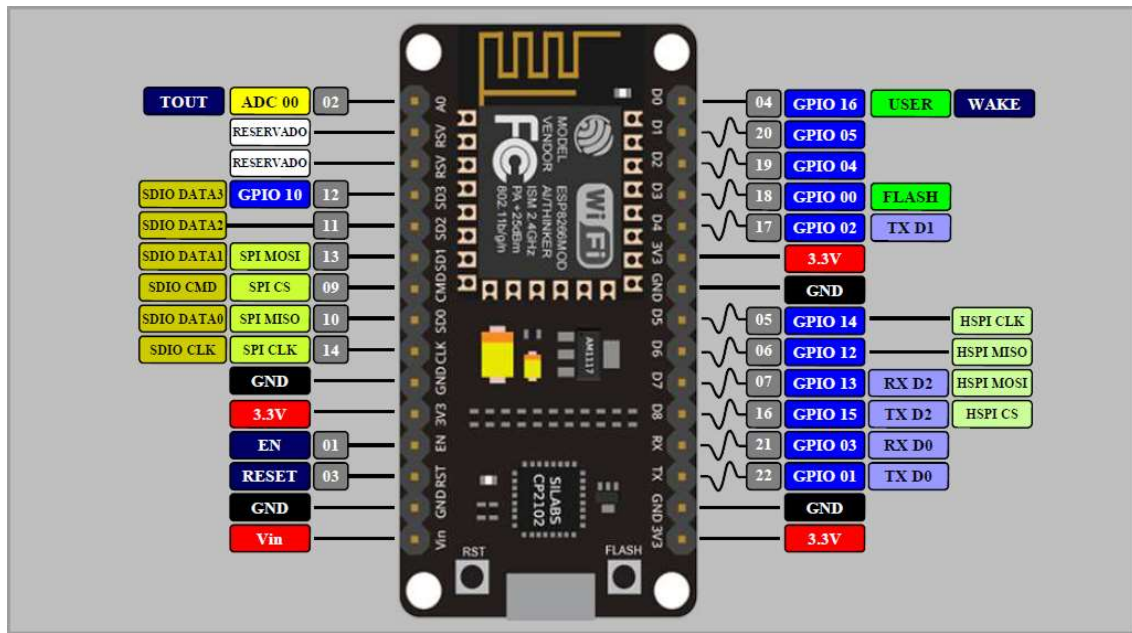 TOUT ADC 00 02 A0
RESERVADO RSV
RESERVADO RSV
SDIO DATA3 GPIO 10 12 SD3
SDIO DATA2 11 SD2
SDIO DATA1 SPI MOSI 13 SD1
SDIO CMD SPI CS 09 CMD
SDIO DATA0 SPI MISO 10 SD0
SDIO CLK SPI CLK 14 CLK
GND GND
3.3V 3V3
EN 01 EN
RESET 03 RST
GND GND
Vin Vin
MODEL
VENDOR
ESP8266MOD
AI/THINKER
ISM 2.4GHz
PA + 25dBm
802.11b/g/n
FC
Wi Fi
AM1117
SILABS
CP2102
RST
FLASH
D0 04 GPIO 16 USER WAKE
D1 20 GPIO 05
D2 19 GPIO 04
D3 18 GPIO 00 FLASH
D4 17 GPIO 02 TX D1
3V3 3.3V
GND GND
D5 05 GPIO 14 HSPI CLK
D6 06 GPIO 12 HSPI MISO
D7 07 GPIO 13 RX D2 HSPI MOSI
D8 16 GPIO 15 TX D2 HSPI CS
RX 21 GPIO 03 RX D0
TX 22 GPIO 01 TX D0
GND GND
3V3 3.3V